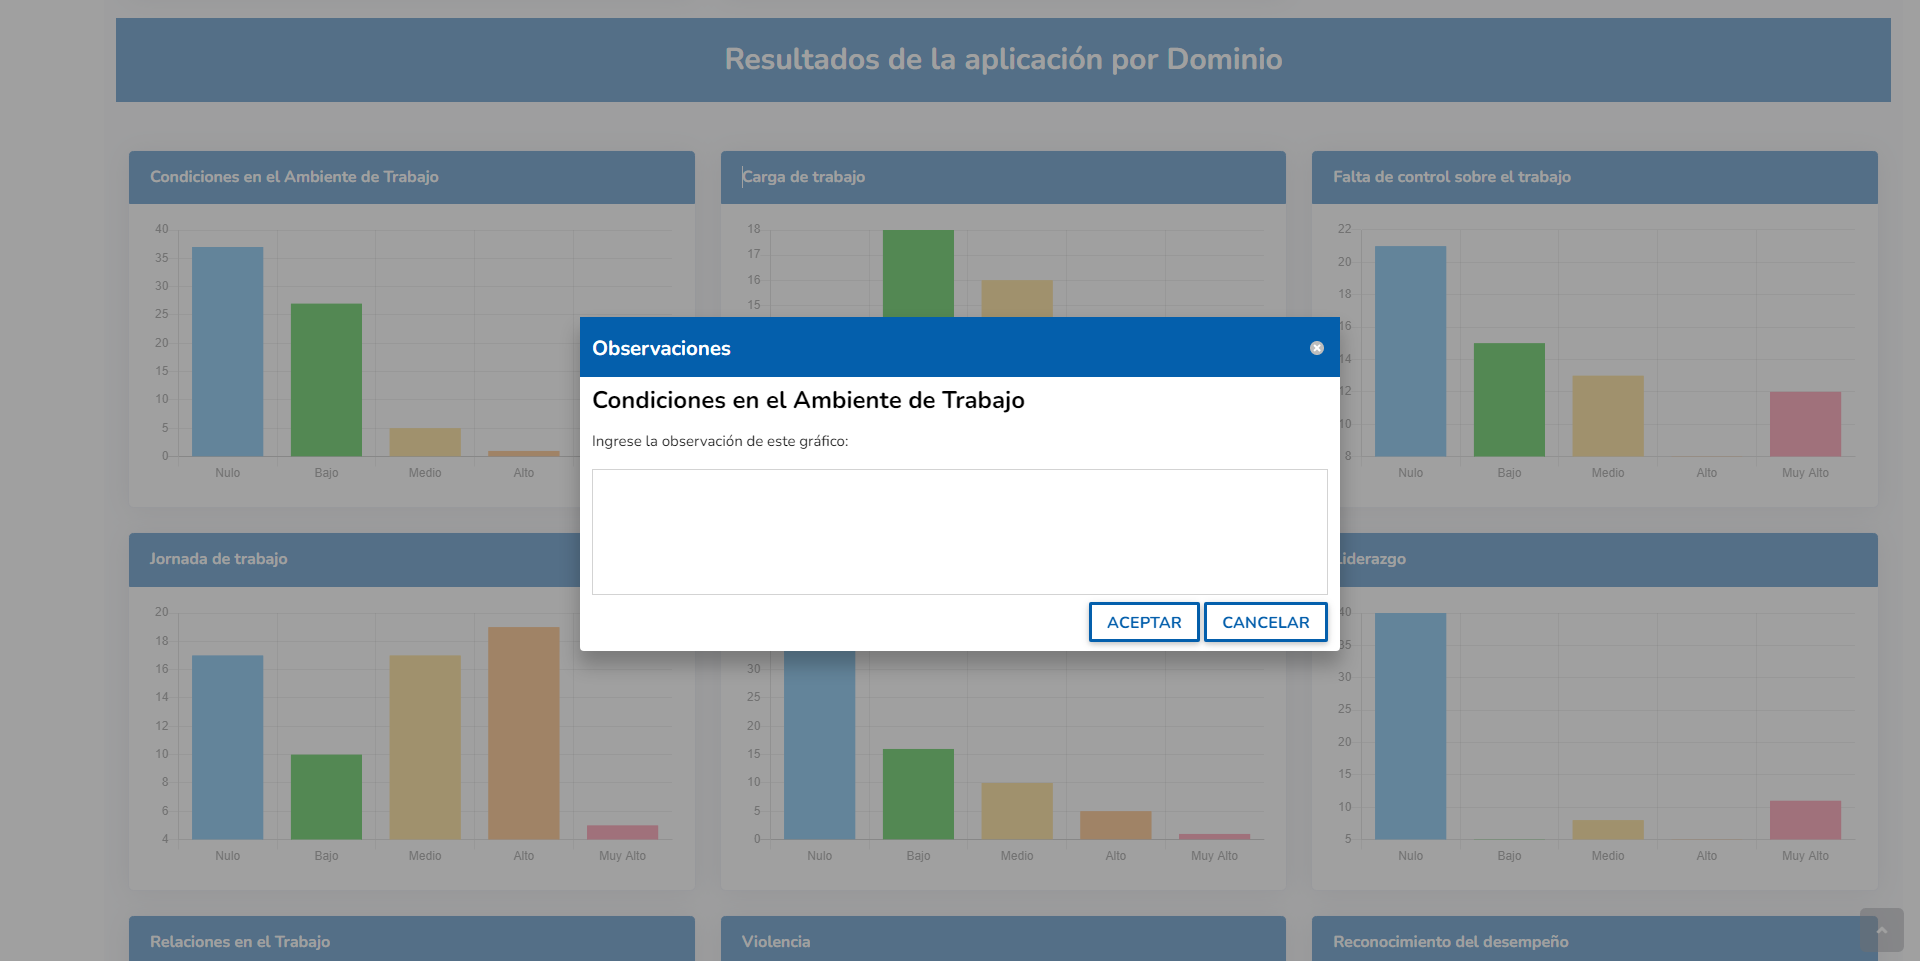 Resultados de la aplicación por Dominio
Condiciones en el Ambiente de Trabajo
40
35
30
25
20
15
10
5
0
Nulo Bajo Medio Alto
Carga de trabajo
18
17
16
15
Falta de control sobre el trabajo
22
20
18
16
14
12
10
8
Nulo Bajo Medio Alto Muy Alto
Observaciones
Condiciones en el Ambiente de Trabajo
Ingrese la observación de este gráfico:
ACEPTAR CANCELAR
Jornada de trabajo
20
18
16
14
12
10
8
6
4
Nulo Bajo Medio Alto Muy Alto
30
25
20
15
10
5
0
Nulo Bajo Medio Alto Muy Alto
Liderazgo
40
35
30
25
20
15
10
5
Nulo Bajo Medio Alto Muy Alto
Relaciones en el Trabajo
Violencia
Reconocimiento del desempeño